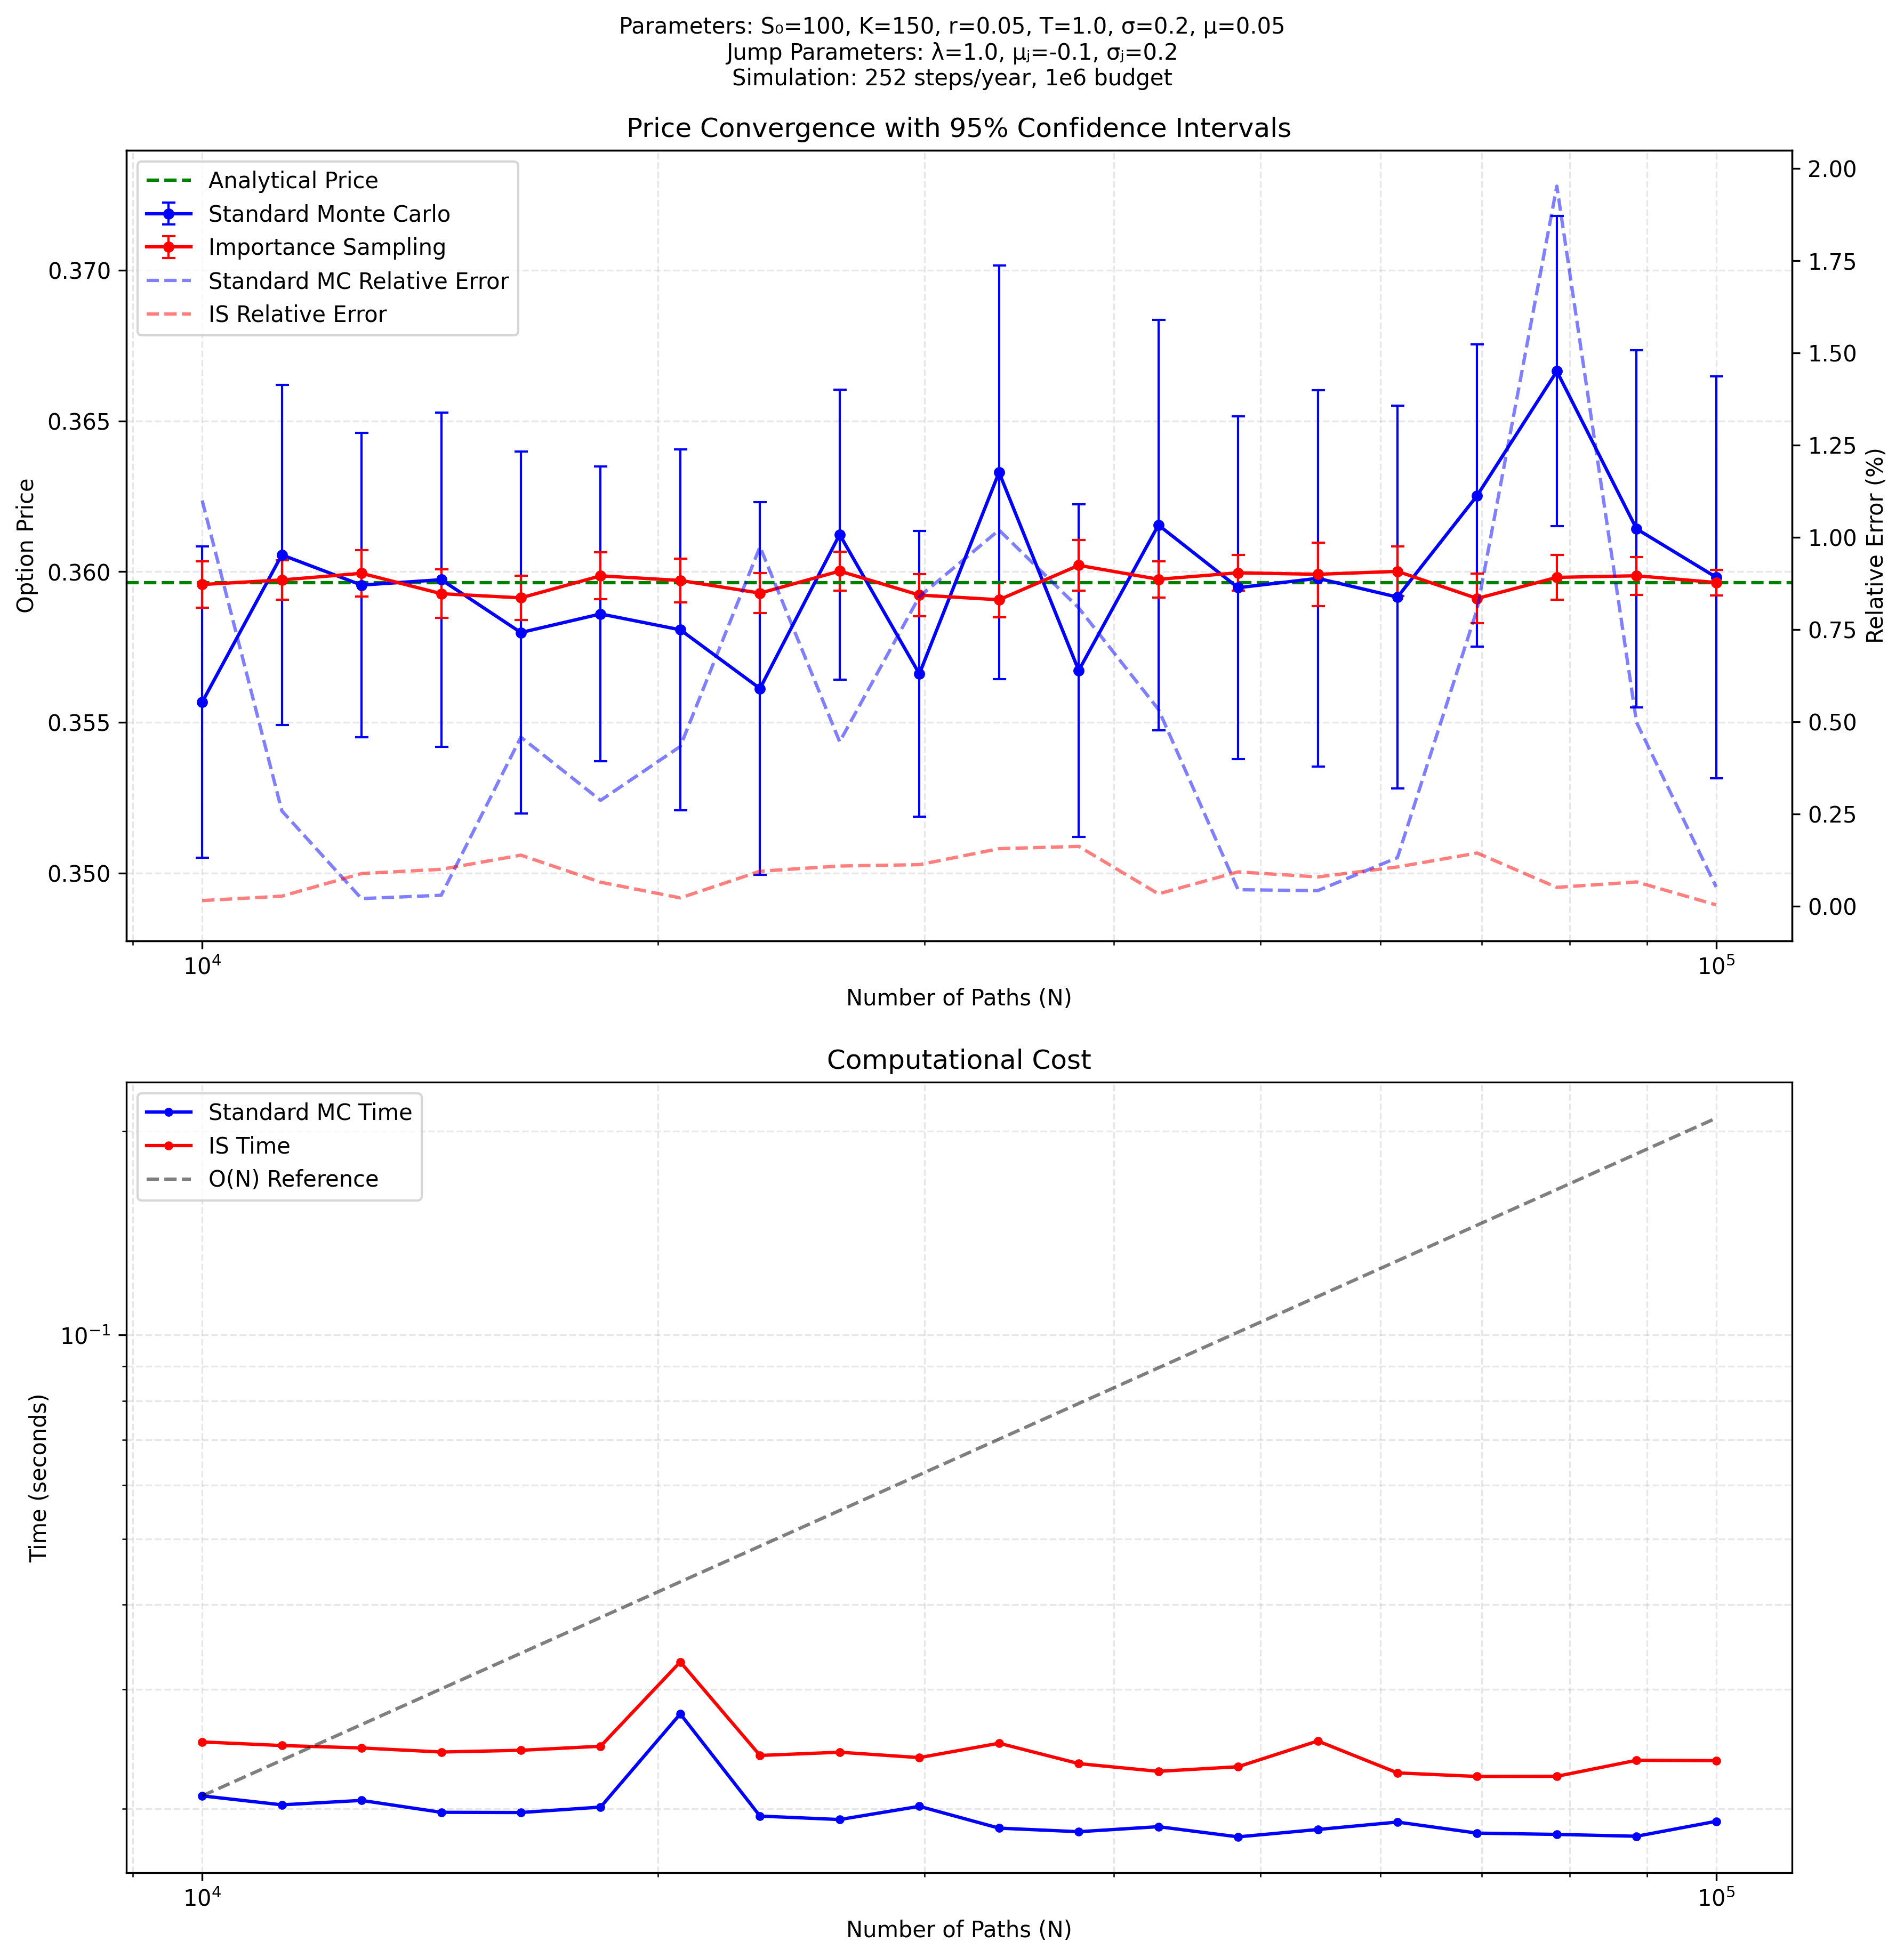 Parameters: S₀=100, K=150, r=0.05, T=1.0, σ=0.2, μ=0.05
Jump Parameters: λ=1.0, μⱼ=-0.1, σⱼ=0.2
Simulation: 252 steps/year, 1e6 budget
Price Convergence with 95% Confidence Intervals
Analytical Price
Standard Monte Carlo
Importance Sampling
Standard MC Relative Error
IS Relative Error
0.370
0.365
0.360
0.355
0.350
Option Price
2.00
1.75
1.50
1.25
1.00
0.75
0.50
0.25
0.00
Relative Error (%)
10⁴
10⁵
Number of Paths (N)
Computational Cost
Standard MC Time
IS Time
O(N) Reference
10⁻¹
Time (seconds)
10⁴
10⁵
Number of Paths (N)